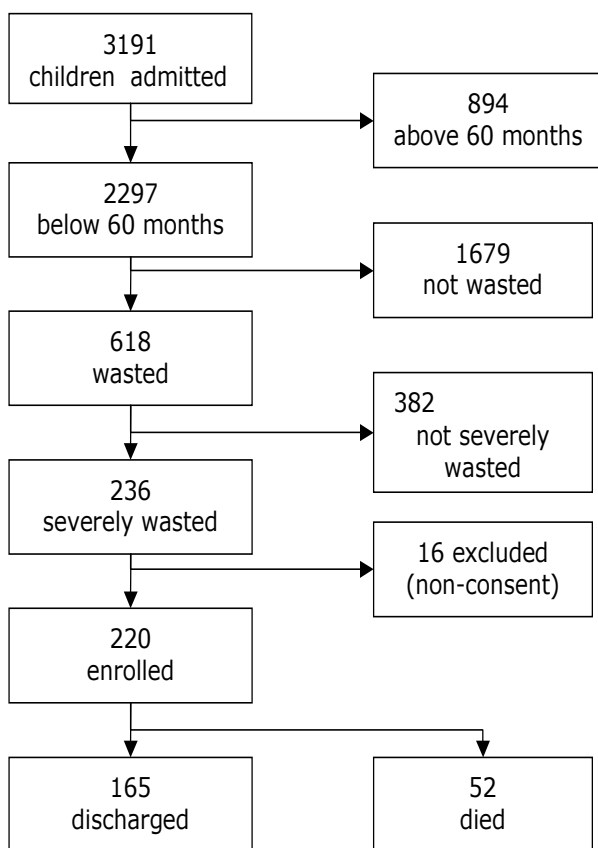 3191
children admitted
894
above 60 months
2297
below 60 months
1679
not wasted
618
wasted
382
not severely
wasted
236
severely wasted
16 excluded
(non-consent)
220
enrolled
165
discharged
52
died